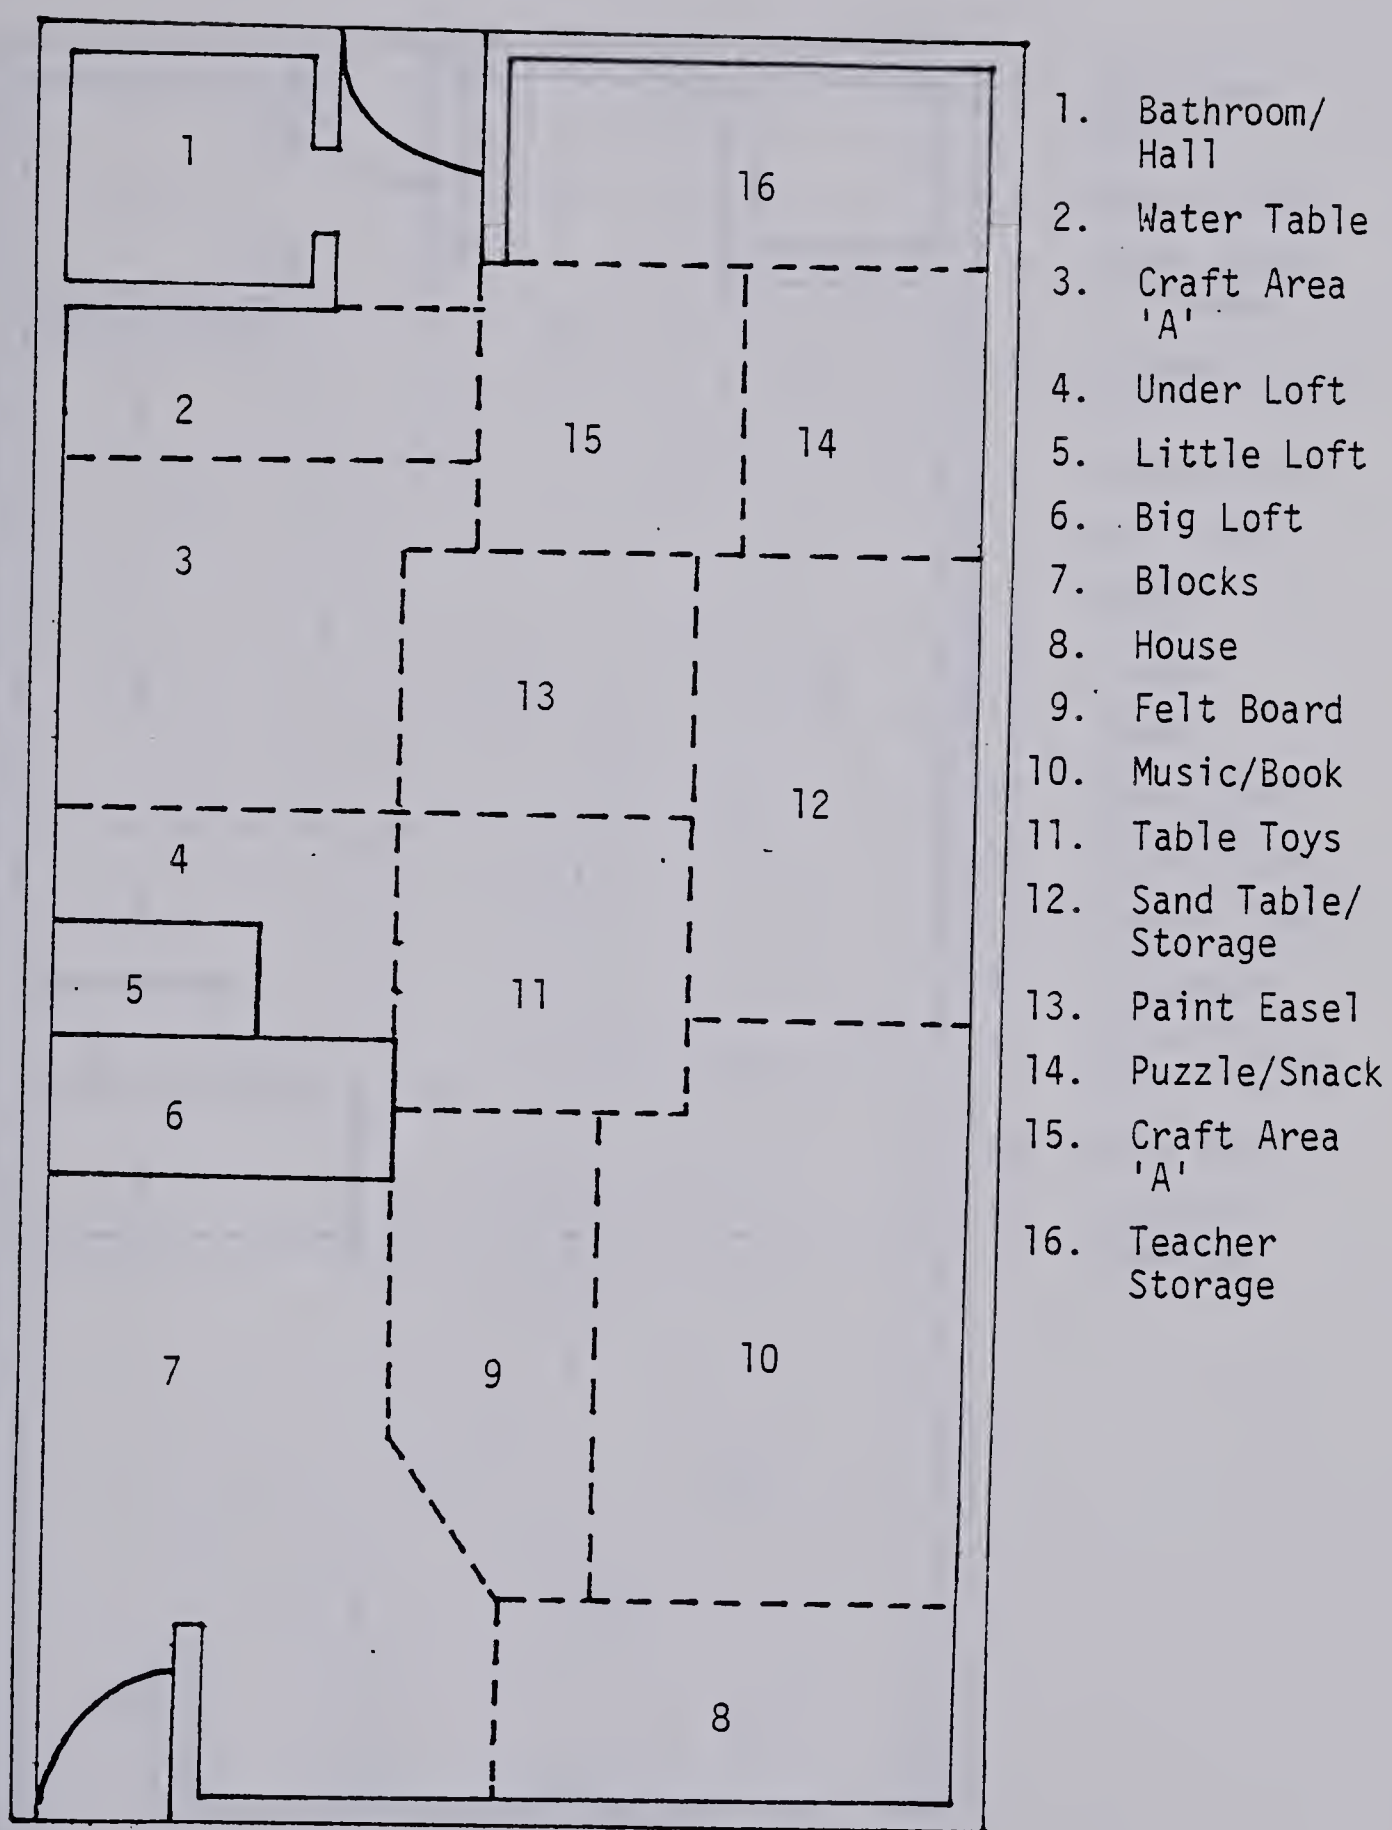 1
16
2
15
14
3
13
12
4
5
11
6
7
9
10
8
1. Bathroom/
Hall
2. Water Table
3. Craft Area
'A'
4. Under Loft
5. Little Loft
6. Big Loft
7. Blocks
8. House
9. Felt Board
10. Music/Book
11. Table Toys
12. Sand Table/
Storage
13. Paint Easel
14. Puzzle/Snack
15. Craft Area
'A'
16. Teacher
Storage